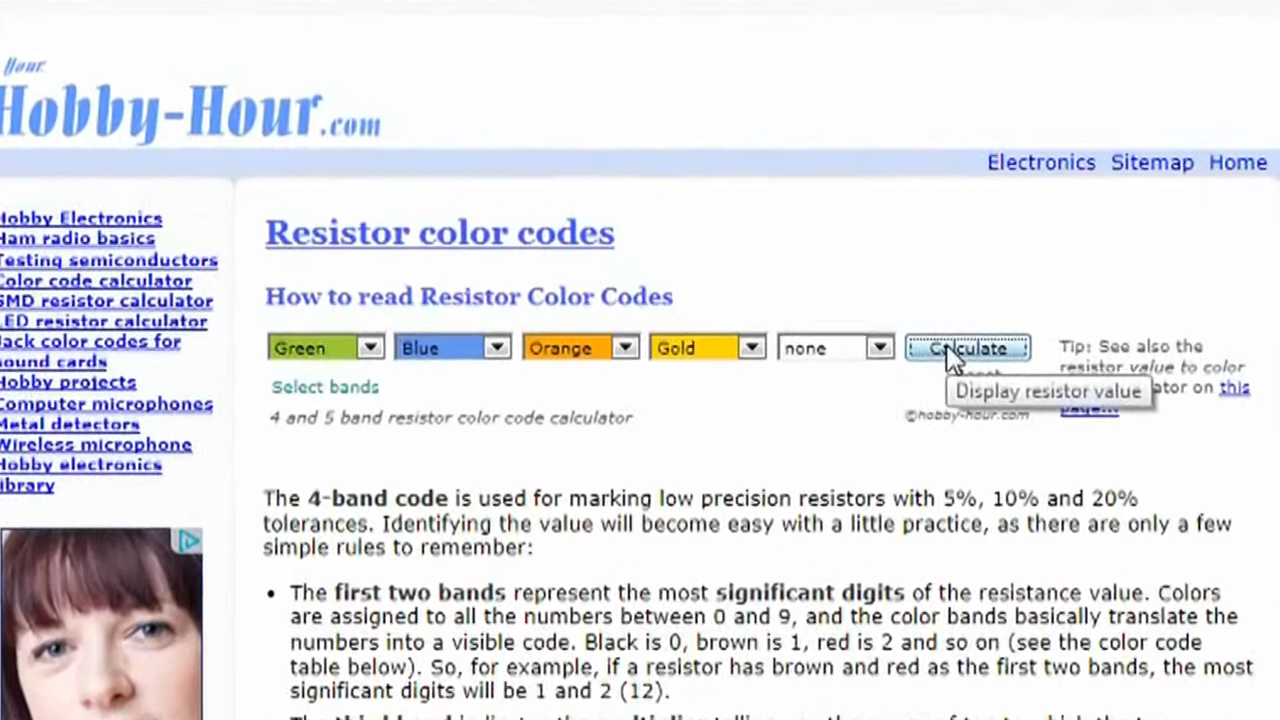 Your
Hobby-Hour.com
Electronics Sitemap Home
Hobby Electronics
Ham radio basics
Testing semiconductors
Color code calculator
SMD resistor calculator
LED resistor calculator
Jack color codes for
sound cards
Hobby projects
Computer microphones
Metal detectors
Wireless microphone
Hobby electronics
library
Resistor color codes
How to read Resistor Color Codes
Green Blue Orange Gold none Calculate
Select bands
4 and 5 band resistor color code calculator
Display resistor value
©hobby-hour.com
Tip: See also the
resistor value to color
ator on this
page...
The 4-band code is used for marking low precision resistors with 5%, 10% and 20%
tolerances. Identifying the value will become easy with a little practice, as there are only a few
simple rules to remember:
• The first two bands represent the most significant digits of the resistance value. Colors
are assigned to all the numbers between 0 and 9, and the color bands basically translate the
numbers into a visible code. Black is 0, brown is 1, red is 2 and so on (see the color code
table below). So, for example, if a resistor has brown and red as the first two bands, the most
significant digits will be 1 and 2 (12).